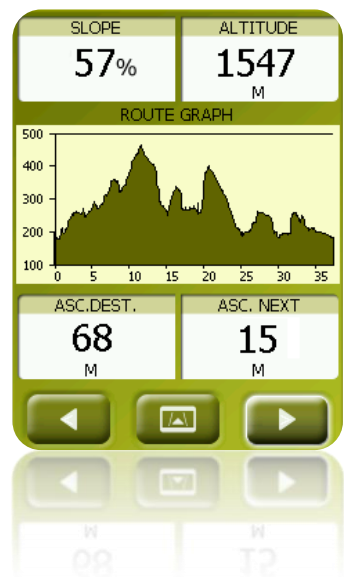 SLOPE ALTITUDE
57% 1547
M
ROUTE GRAPH
500
400
300
200
100
0 5 10 15 20 25 30 35
ASC.DEST. ASC. NEXT
68 15
M M